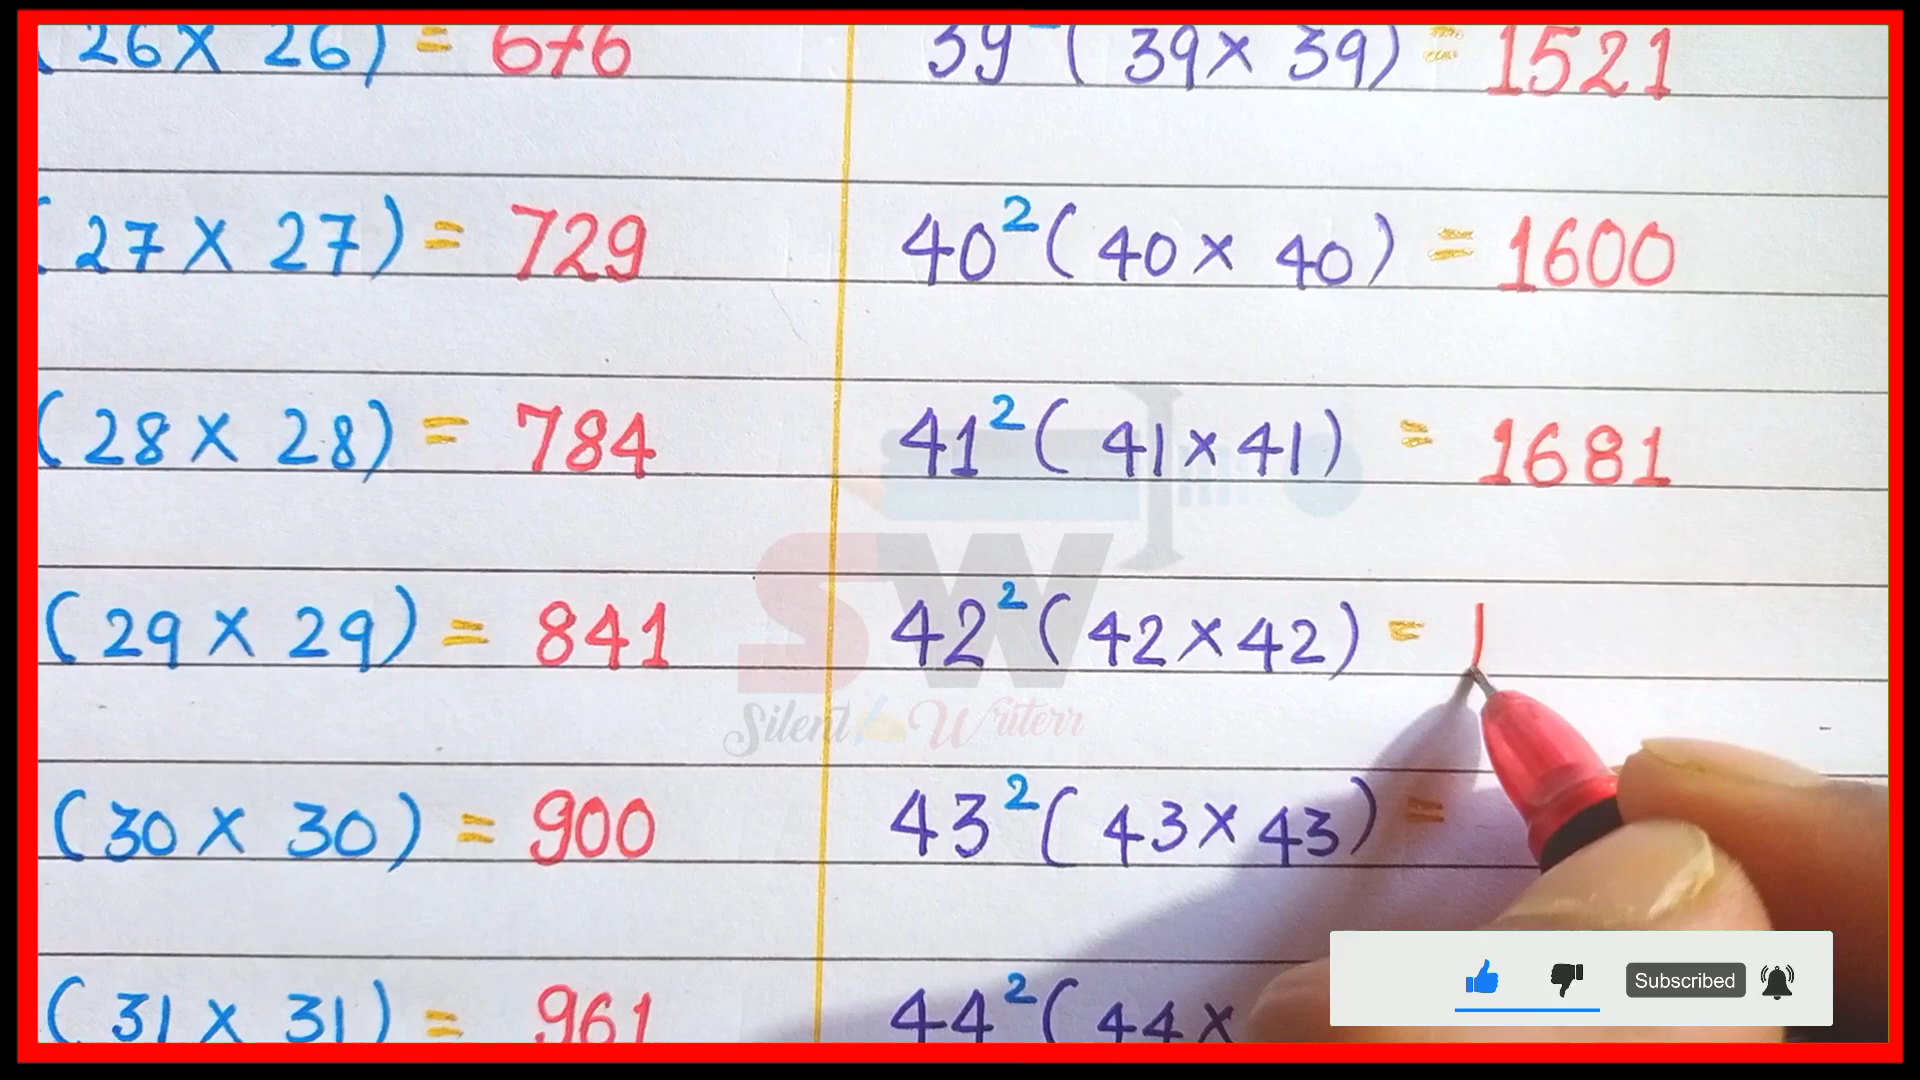 (26 × 26) = 676
(27 × 27) = 729
(28 × 28) = 784
(29 × 29) = 841
(30 × 30) = 900
(31 × 31) = 961
39² (39 × 39) = 1521
40² (40 × 40) = 1600
41² (41 × 41) = 1681
42² (42 × 42) = 1
43² (43 × 43) =
44² (44 ×
SW
Silent Writerr
Subscribed